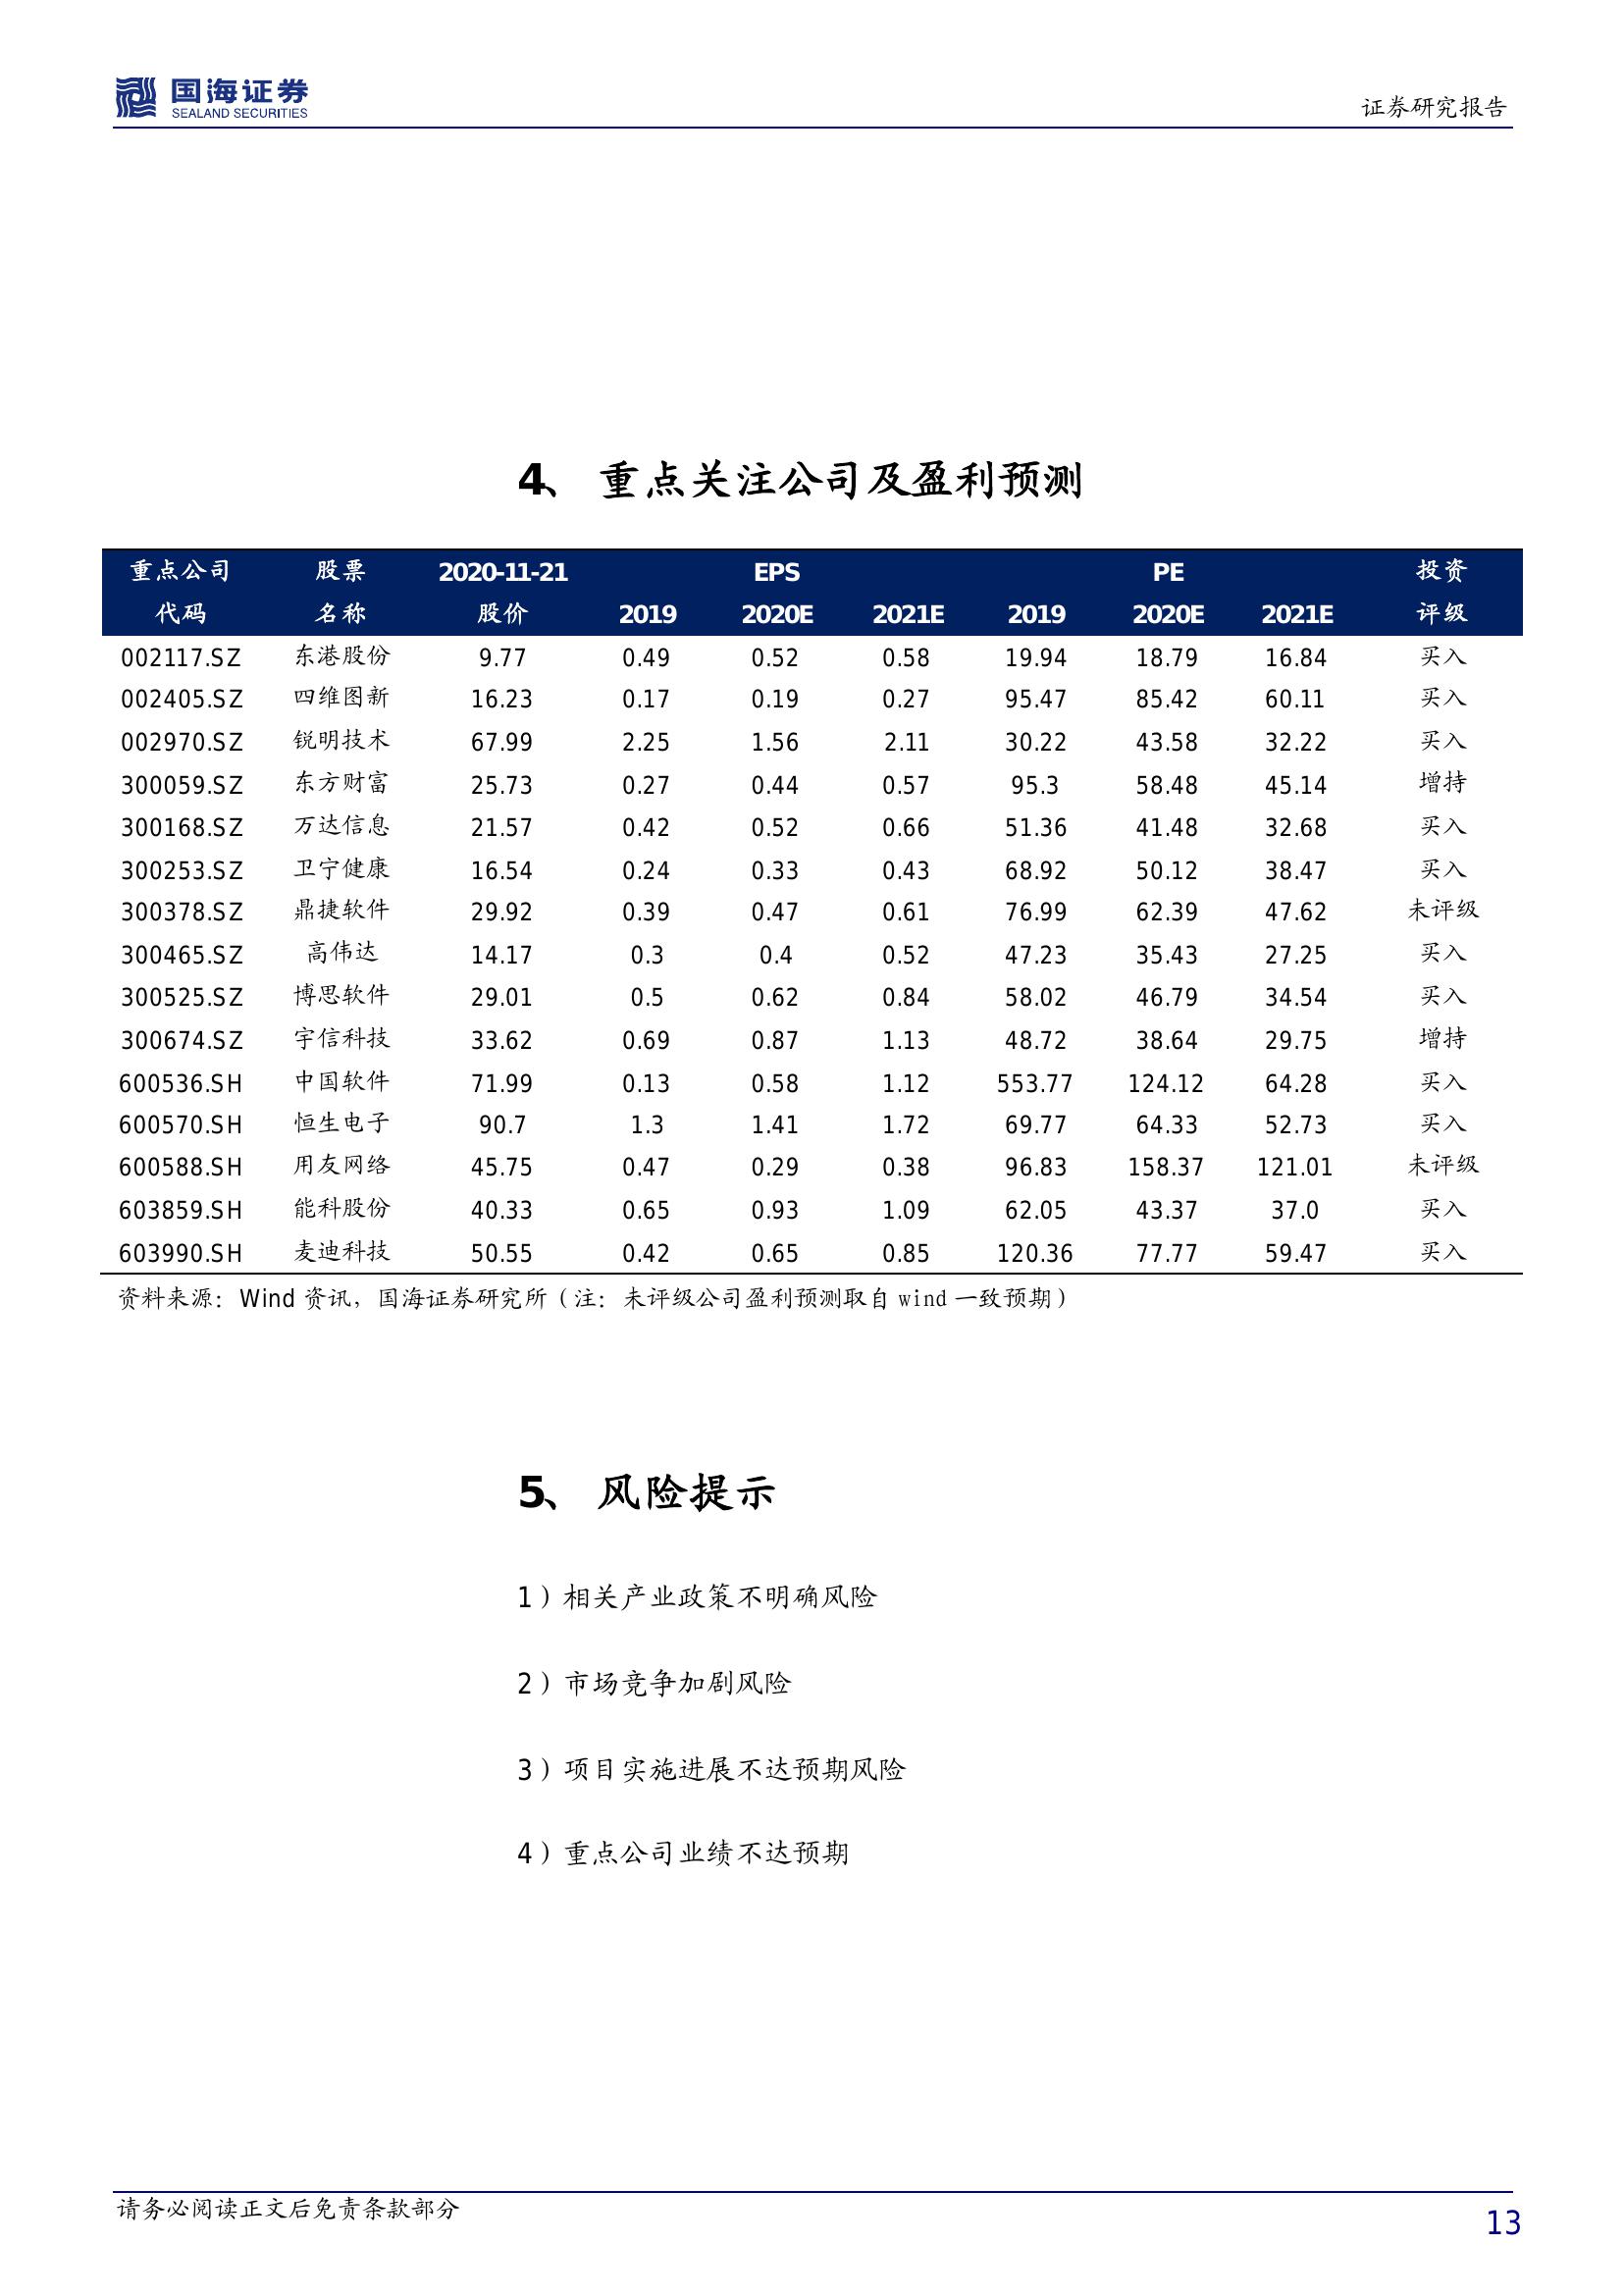 国海证券
SEALAND SECURITIES
证券研究报告
4、 重点关注公司及盈利预测
重点公司 股票 2020-11-21 EPS PE 投资
代码 名称 股价 2019 2020E 2021E 2019 2020E 2021E 评级
002117.SZ 东港股份 9.77 0.49 0.52 0.58 19.94 18.79 16.84 买入
002405.SZ 四维图新 16.23 0.17 0.19 0.27 95.47 85.42 60.11 买入
002970.SZ 锐明技术 67.99 2.25 1.56 2.11 30.22 43.58 32.22 买入
300059.SZ 东方财富 25.73 0.27 0.44 0.57 95.3 58.48 45.14 增持
300168.SZ 万达信息 21.57 0.42 0.52 0.66 51.36 41.48 32.68 买入
300253.SZ 卫宁健康 16.54 0.24 0.33 0.43 68.92 50.12 38.47 买入
300378.SZ 鼎捷软件 29.92 0.39 0.47 0.61 76.99 62.39 47.62 未评级
300465.SZ 高伟达 14.17 0.3 0.4 0.52 47.23 35.43 27.25 买入
300525.SZ 博思软件 29.01 0.5 0.62 0.84 58.02 46.79 34.54 买入
300674.SZ 宇信科技 33.62 0.69 0.87 1.13 48.72 38.64 29.75 增持
600536.SH 中国软件 71.99 0.13 0.58 1.12 553.77 124.12 64.28 买入
600570.SH 恒生电子 90.7 1.3 1.41 1.72 69.77 64.33 52.73 买入
600588.SH 用友网络 45.75 0.47 0.29 0.38 96.83 158.37 121.01 未评级
603859.SH 能科股份 40.33 0.65 0.93 1.09 62.05 43.37 37.0 买入
603990.SH 麦迪科技 50.55 0.42 0.65 0.85 120.36 77.77 59.47 买入
资料来源：Wind 资讯，国海证券研究所（注：未评级公司盈利预测取自 wind 一致预期）
5、 风险提示
1）相关产业政策不明确风险
2）市场竞争加剧风险
3）项目实施进展不达预期风险
4）重点公司业绩不达预期
请务必阅读正文后免责条款部分
13